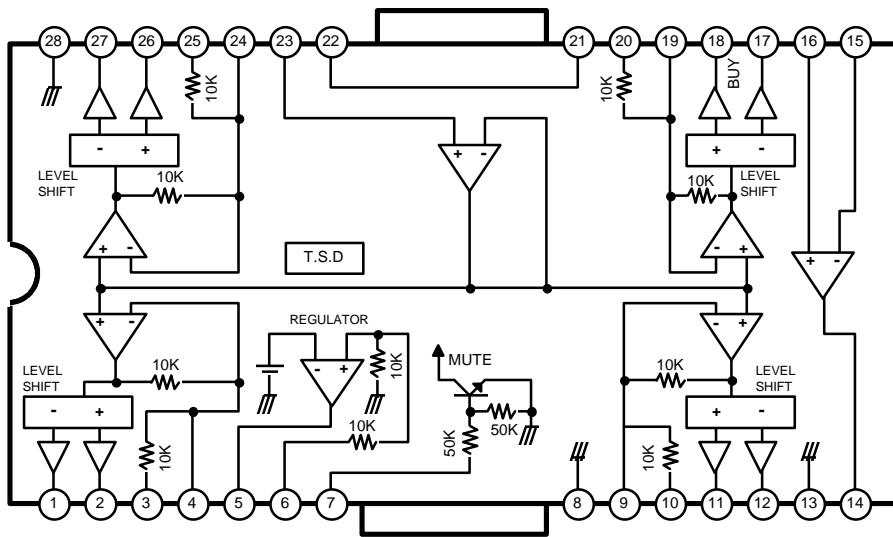 28 27 26 25 24 23 22 21 20 19 18 17 16 15
10K 10K BUY
- + + - - +
LEVEL
SHIFT
10K
10K
LEVEL
SHIFT
+ - - + + -
T.S.D
+ - - +
REGULATOR
- +
10K
MUTE
LEVEL
SHIFT
10K
10K
LEVEL
SHIFT
- + + -
10K
10K
50K
50K
10K
1 2 3 4 5 6 7 8 9 10 11 12 13 14